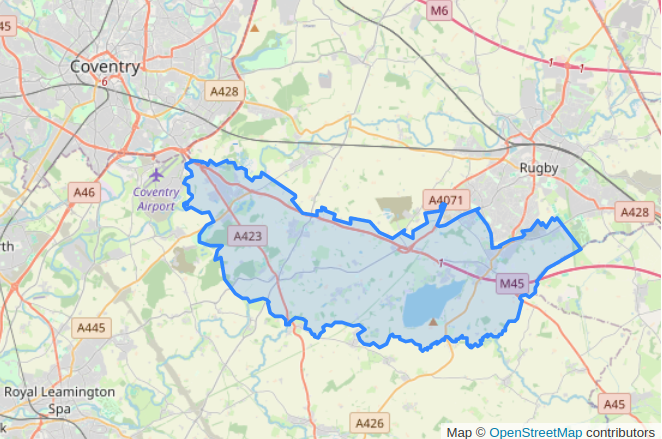 M6
45
A428
Coventry
6
1
1
A428
Rugby
Coventry
Airport
A46
A4071
A428
A423
rth
1
M45
A445
Royal Leamington
Spa
k
A426
A45
Map © OpenStreetMap contributors